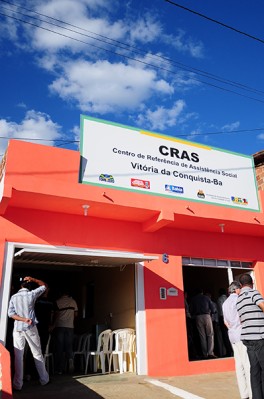 CRAS
Centro de Referência de Assistência Social
Vitória da Conquista-Ba